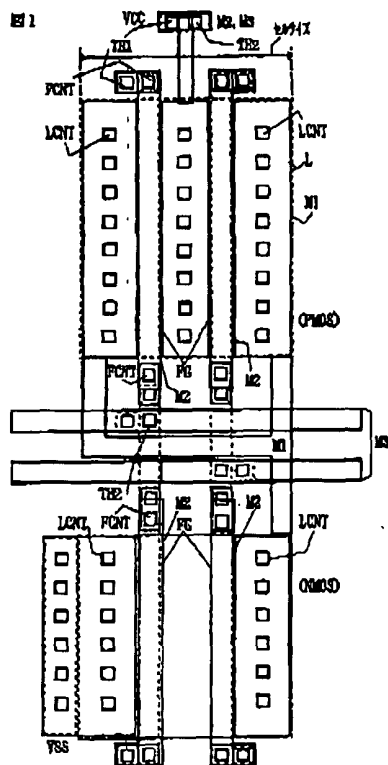 図1
VCC
M2, M3
セルサイズ
TH1
TH2
FCNT
LCNT
LCNT
L
M1
(PMOS)
FCNT
FG
M2
M2
M1
M3
TH2
FCNT
M2
FG
M2
LCNT
LCNT
(NMOS)
VSS